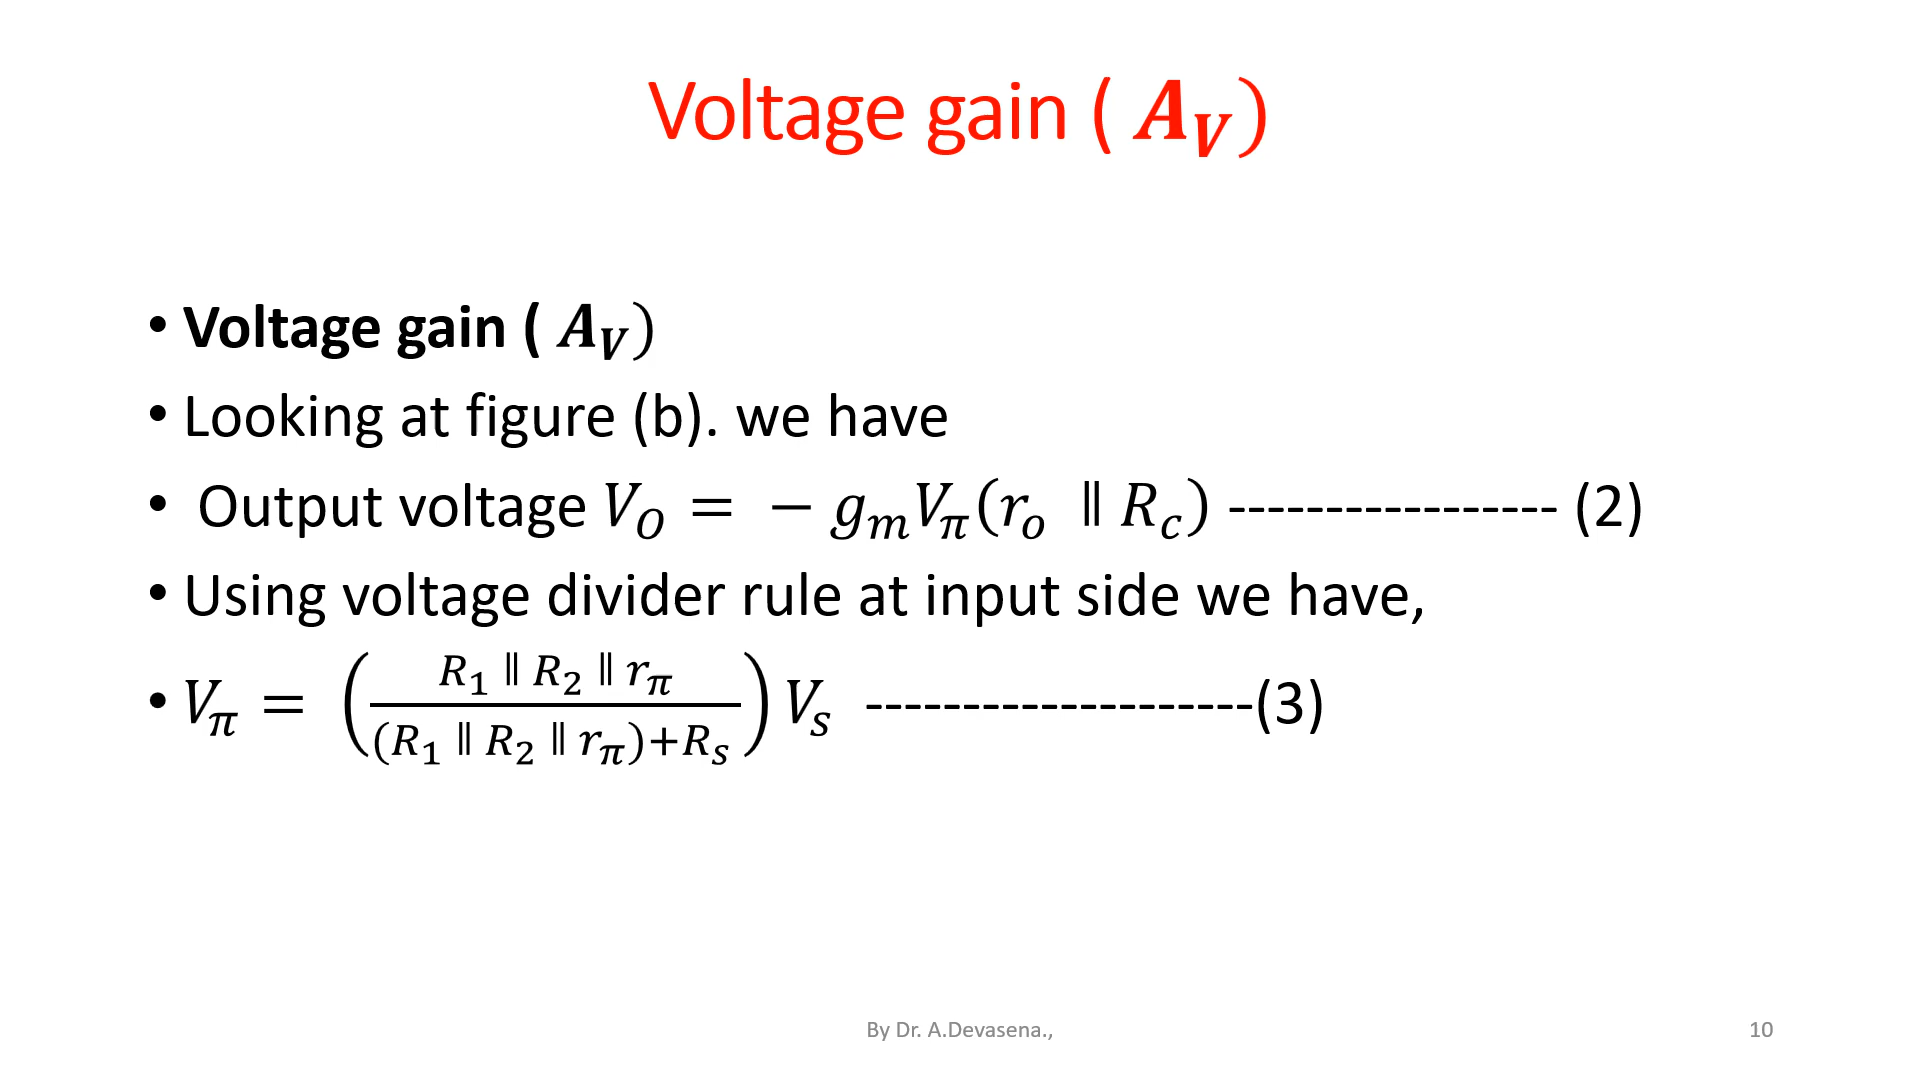 Voltage gain ( 𝑨𝑽)
• Voltage gain ( 𝑨𝑽)
• Looking at figure (b). we have
• Output voltage 𝑉𝑂 = − 𝑔𝑚𝑉𝜋(𝑟𝑜 ∥ 𝑅𝑐) ----------------- (2)
• Using voltage divider rule at input side we have,
• 𝑉𝜋 = (𝑅1 ∥ 𝑅2 ∥ 𝑟𝜋 / (𝑅1 ∥ 𝑅2 ∥ 𝑟𝜋)+𝑅𝑠) 𝑉𝑠 --------------------(3)
By Dr. A.Devasena., 10